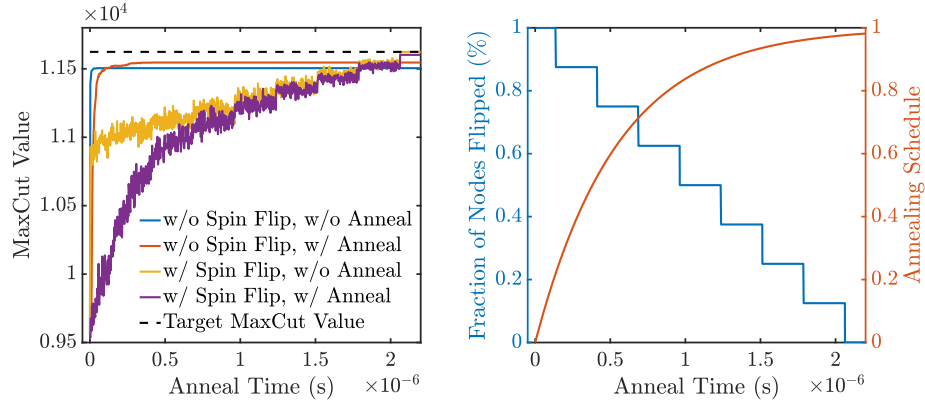 ×10⁴
MaxCut Value
1.15
1.1
1.05
1
0.95
w/o Spin Flip, w/o Anneal
w/o Spin Flip, w/ Anneal
w/ Spin Flip, w/o Anneal
w/ Spin Flip, w/ Anneal
Target MaxCut Value
0 0.5 1 1.5 2
Anneal Time (s) ×10⁻⁶
Fraction of Nodes Flipped (%)
1
0.8
0.6
0.4
0.2
0
1
0.8
0.6
0.4
0.2
0
Annealing Schedule
0 0.5 1 1.5 2
Anneal Time (s) ×10⁻⁶